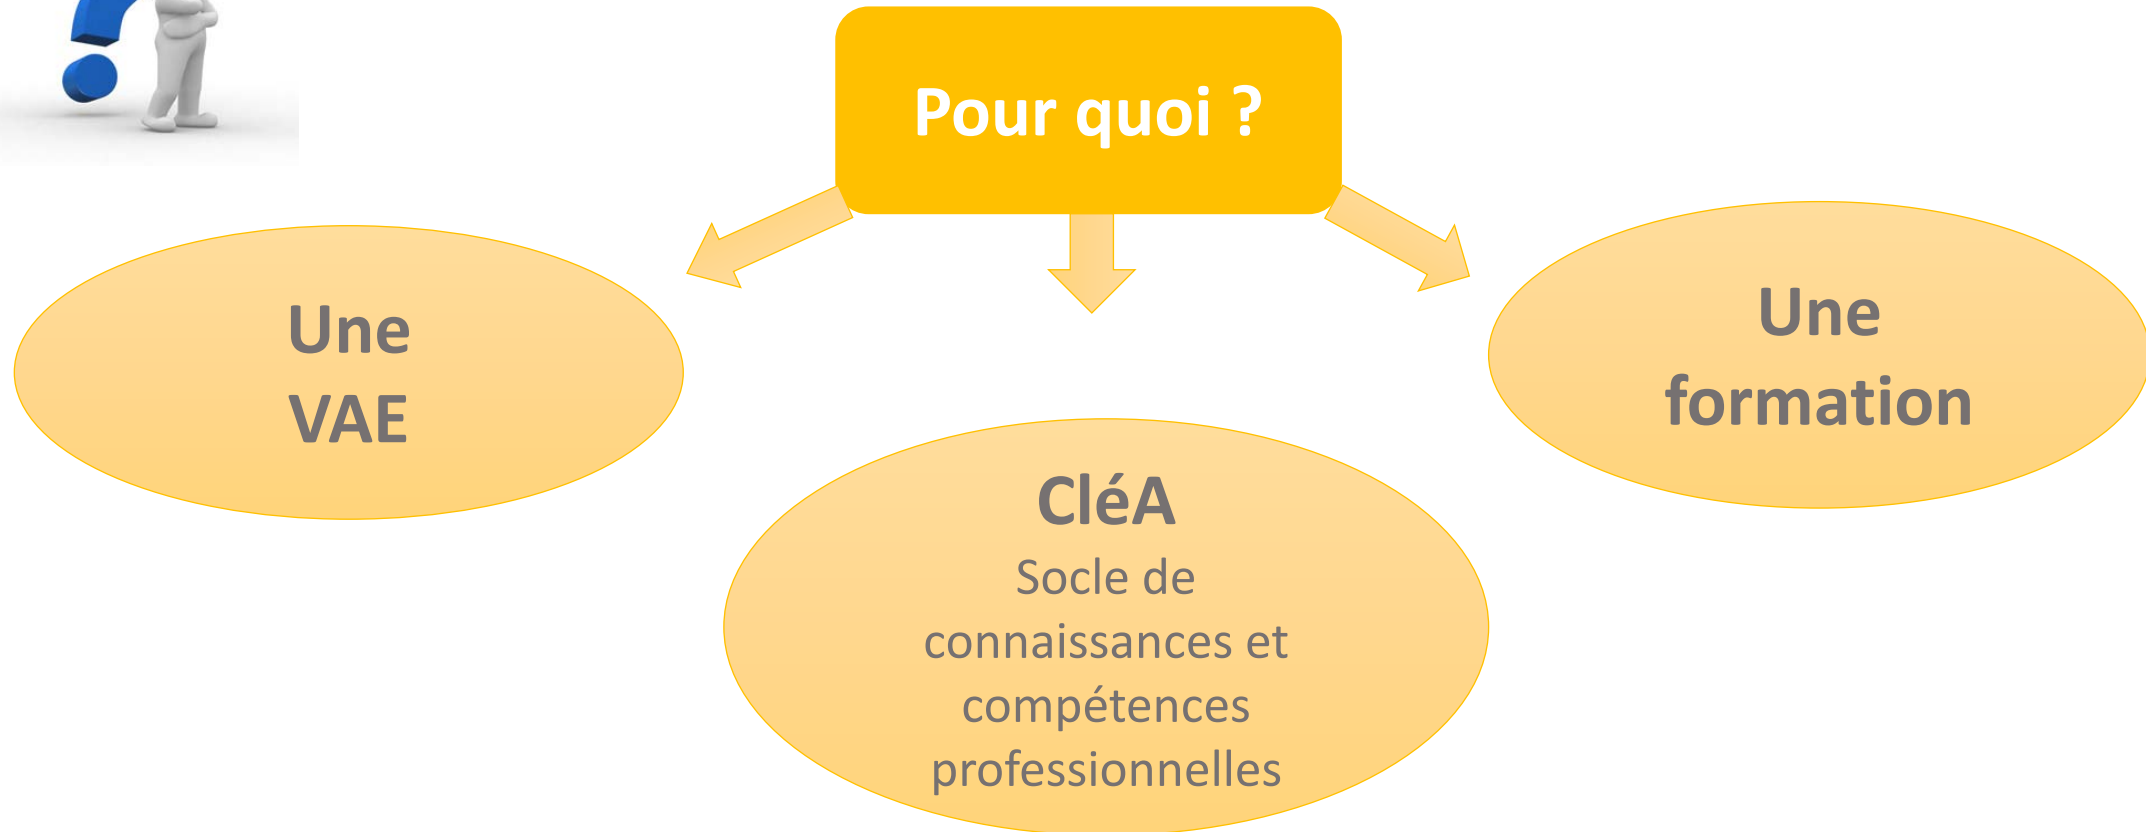 Pour quoi ?
Une
VAE
CléA
Socle de
connaissances et
compétences
professionnelles
Une
formation